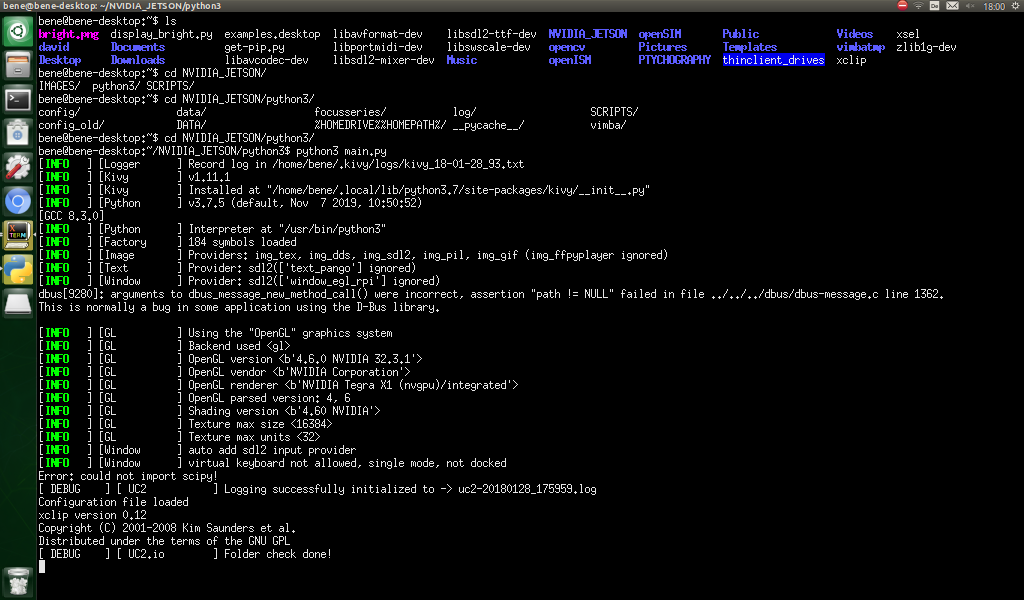 bene@bene-desktop: ~/NVIDIA_JETSON/python3
De
18:00
bene@bene-desktop:~$ ls
bright.png display_bright.py examples.desktop libavformat-dev libsdl2-ttf-dev NVIDIA_JETSON openSIM Public Videos xsel
david Documents get-pip.py libportmidi-dev libswscale-dev opencv Pictures Templates vimbatmp zlib1g-dev
Desktop Downloads libavcodec-dev libsdl2-mixer-dev Music openISM PTYCHOGRAPHY thinclient_drives xclip
bene@bene-desktop:~$ cd NVIDIA_JETSON/
IMAGES/ python3/ SCRIPTS/
bene@bene-desktop:~$ cd NVIDIA_JETSON/python3/
config/ data/ focusseries/ log/ SCRIPTS/
config_old/ DATA/ %HOMEDRIVE%%HOMEPATH%/ __pycache__/ vimba/
bene@bene-desktop:~$ cd NVIDIA_JETSON/python3/
bene@bene-desktop:~/NVIDIA_JETSON/python3$ python3 main.py
[INFO   ] [Logger      ] Record log in /home/bene/.kivy/logs/kivy_18-01-28_93.txt
[INFO   ] [Kivy        ] v1.11.1
[INFO   ] [Kivy        ] Installed at "/home/bene/.local/lib/python3.7/site-packages/kivy/__init__.py"
[INFO   ] [Python      ] v3.7.5 (default, Nov  7 2019, 10:50:52)
[GCC 8.3.0]
[INFO   ] [Python      ] Interpreter at "/usr/bin/python3"
[INFO   ] [Factory     ] 184 symbols loaded
[INFO   ] [Image       ] Providers: img_tex, img_dds, img_sdl2, img_pil, img_gif (img_ffpyplayer ignored)
[INFO   ] [Text        ] Provider: sdl2(['text_pango'] ignored)
[INFO   ] [Window      ] Provider: sdl2(['window_egl_rpi'] ignored)
dbus[9280]: arguments to dbus_message_new_method_call() were incorrect, assertion "path != NULL" failed in file ../../../dbus/dbus-message.c line 1362.
This is normally a bug in some application using the D-Bus library.
[INFO   ] [GL          ] Using the "OpenGL" graphics system
[INFO   ] [GL          ] Backend used <gl>
[INFO   ] [GL          ] OpenGL version <b'4.6.0 NVIDIA 32.3.1'>
[INFO   ] [GL          ] OpenGL vendor <b'NVIDIA Corporation'>
[INFO   ] [GL          ] OpenGL renderer <b'NVIDIA Tegra X1 (nvgpu)/integrated'>
[INFO   ] [GL          ] OpenGL parsed version: 4, 6
[INFO   ] [GL          ] Shading version <b'4.60 NVIDIA'>
[INFO   ] [GL          ] Texture max size <16384>
[INFO   ] [GL          ] Texture max units <32>
[INFO   ] [Window      ] auto add sdl2 input provider
[INFO   ] [Window      ] virtual keyboard not allowed, single mode, not docked
Error: could not import scipy!
[ DEBUG    ] [ UC2          ] Logging successfully initialized to -> uc2-20180128_175959.log
Configuration file loaded
xclip version 0.12
Copyright (C) 2001-2008 Kim Saunders et al.
Distributed under the terms of the GNU GPL
[ DEBUG    ] [ UC2.io       ] Folder check done!